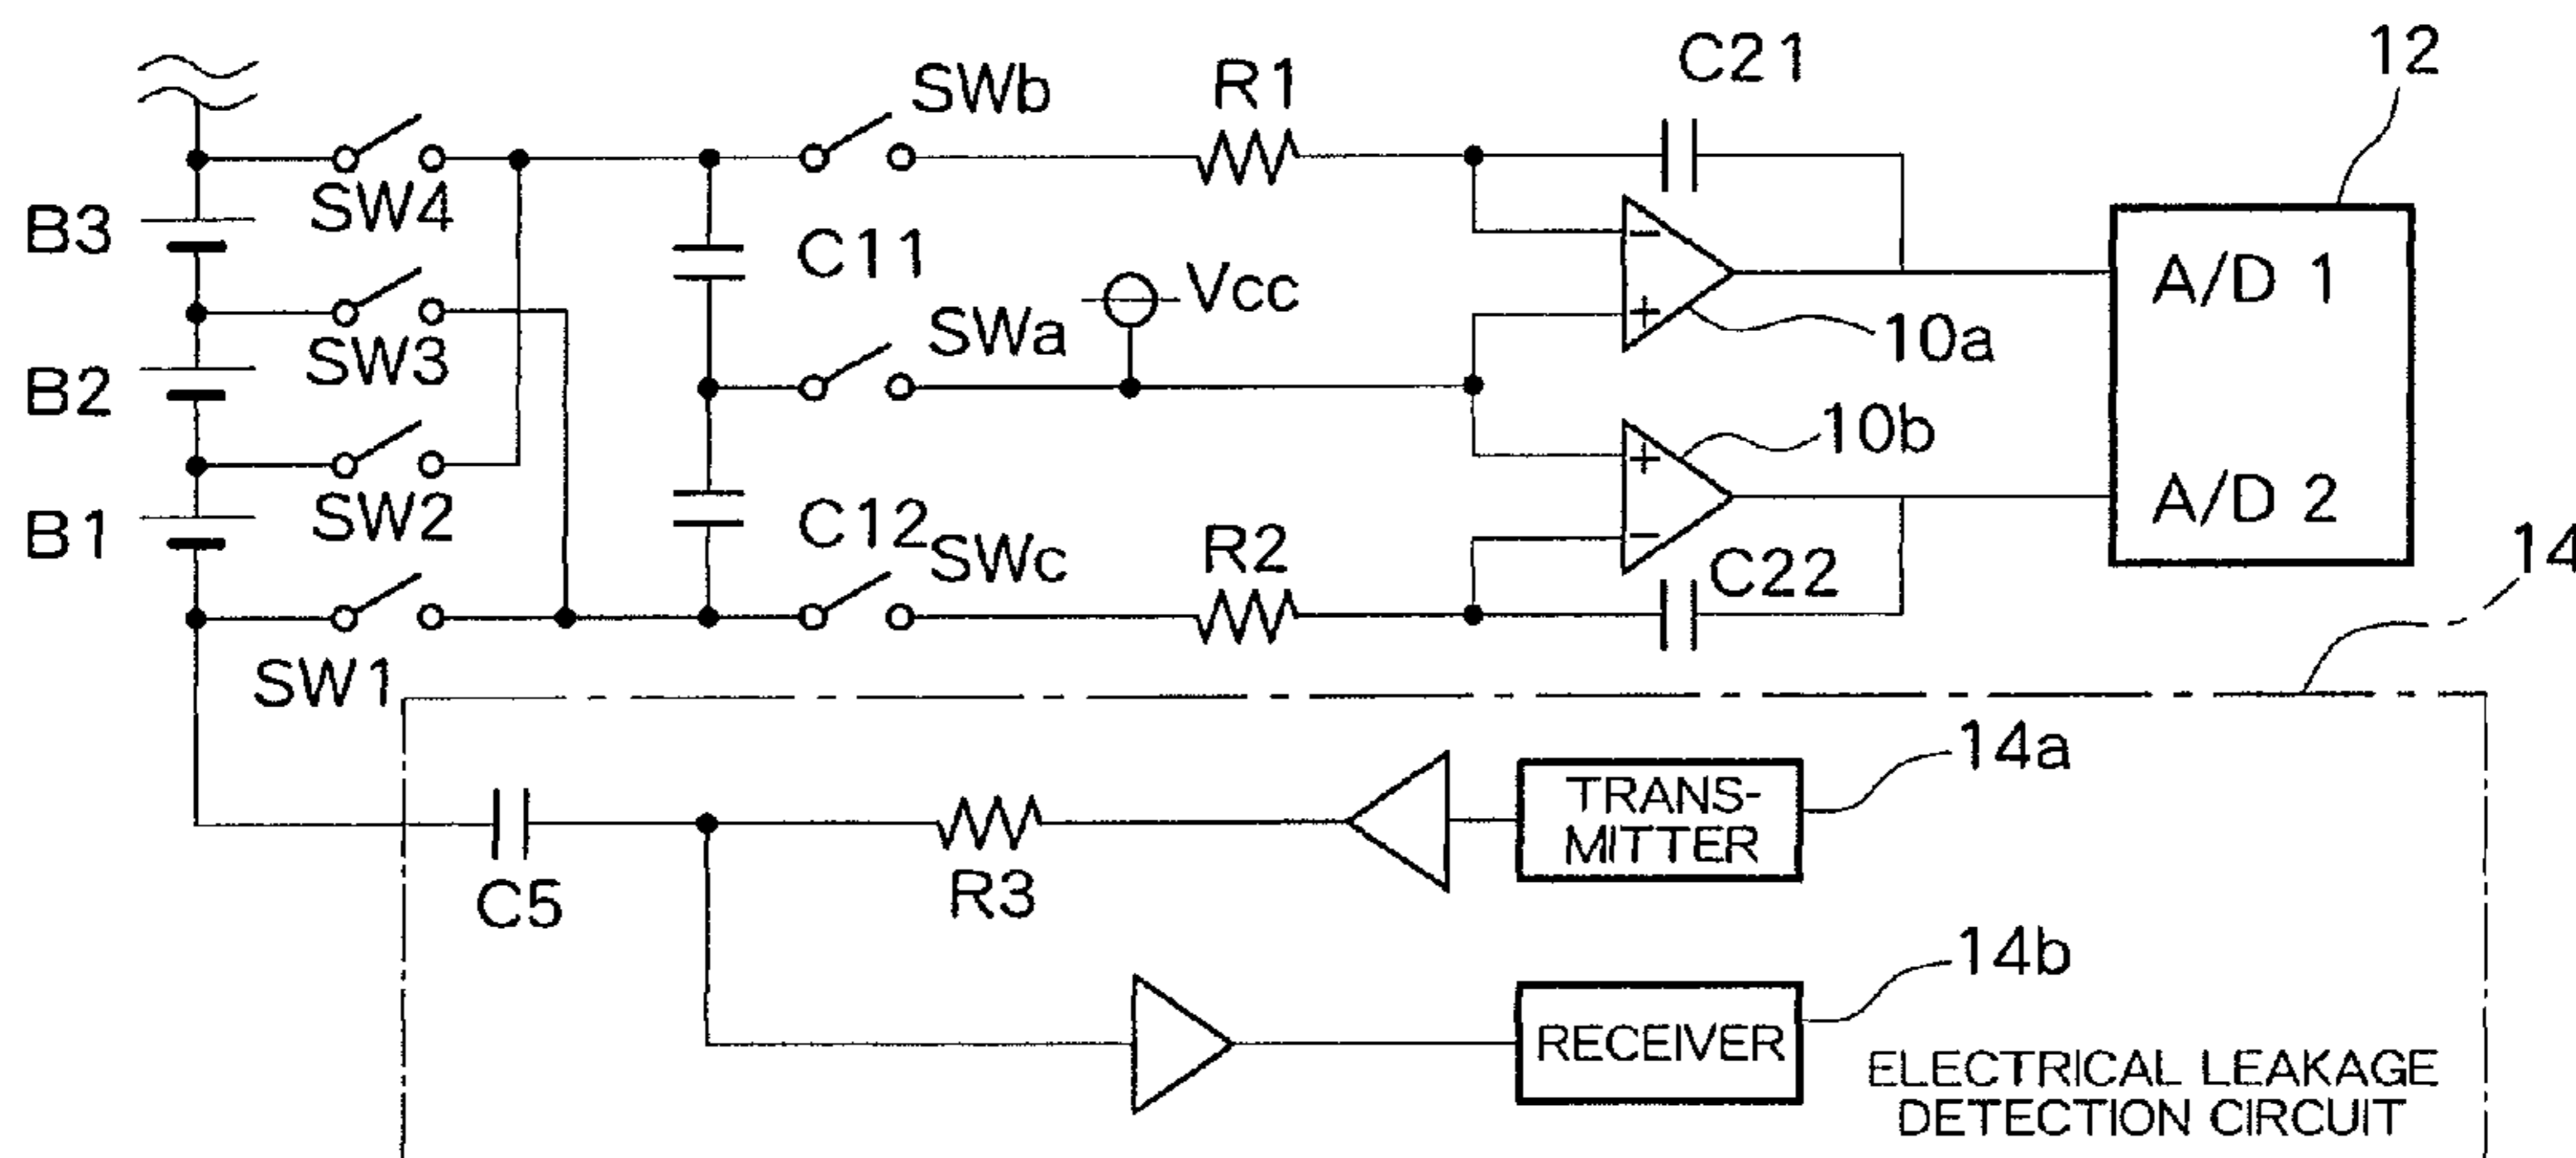 12
C21
R1
SWb
SW4
B3
C11
Vcc
A/D 1
SWa
10a
SW3
B2
10b
SW2
C12
A/D 2
B1
SWc
R2
C22
14
SW1
14a
TRANS-
MITTER
C5
R3
14b
RECEIVER
ELECTRICAL LEAKAGE
DETECTION CIRCUIT